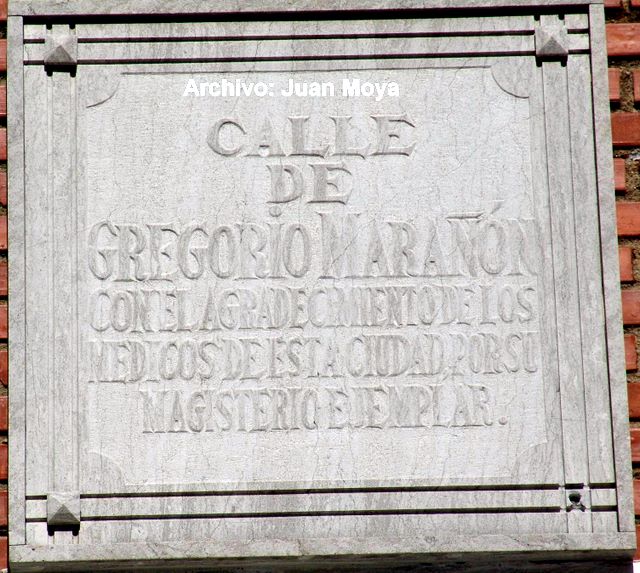 Archivo: Juan Moya
CALLE
DE
GREGORIO MARAÑÓN
CON EL AGRADECIMIENTO DE LOS
MEDICOS DE ESTA CIUDAD, POR SU
MAGISTERIO EJEMPLAR.